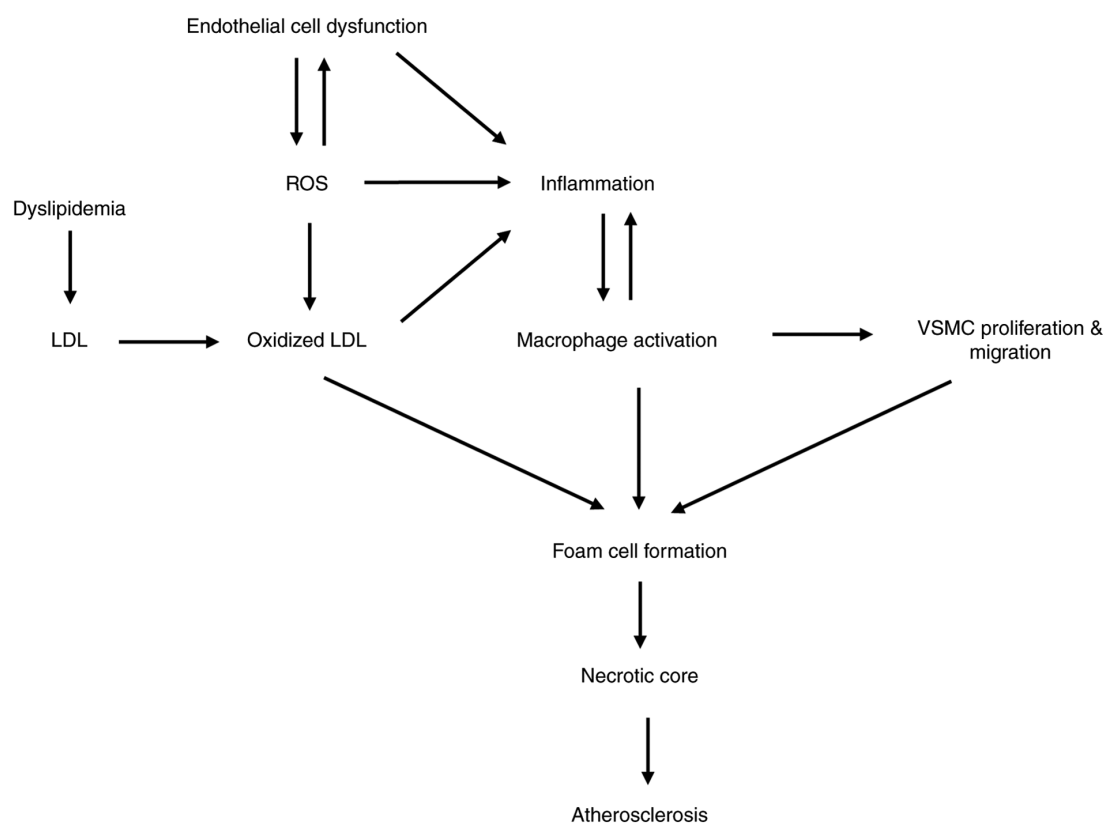 Endothelial cell dysfunction
ROS
Inflammation
Dyslipidemia
LDL
Oxidized LDL
Macrophage activation
VSMC proliferation &
migration
Foam cell formation
Necrotic core
Atherosclerosis